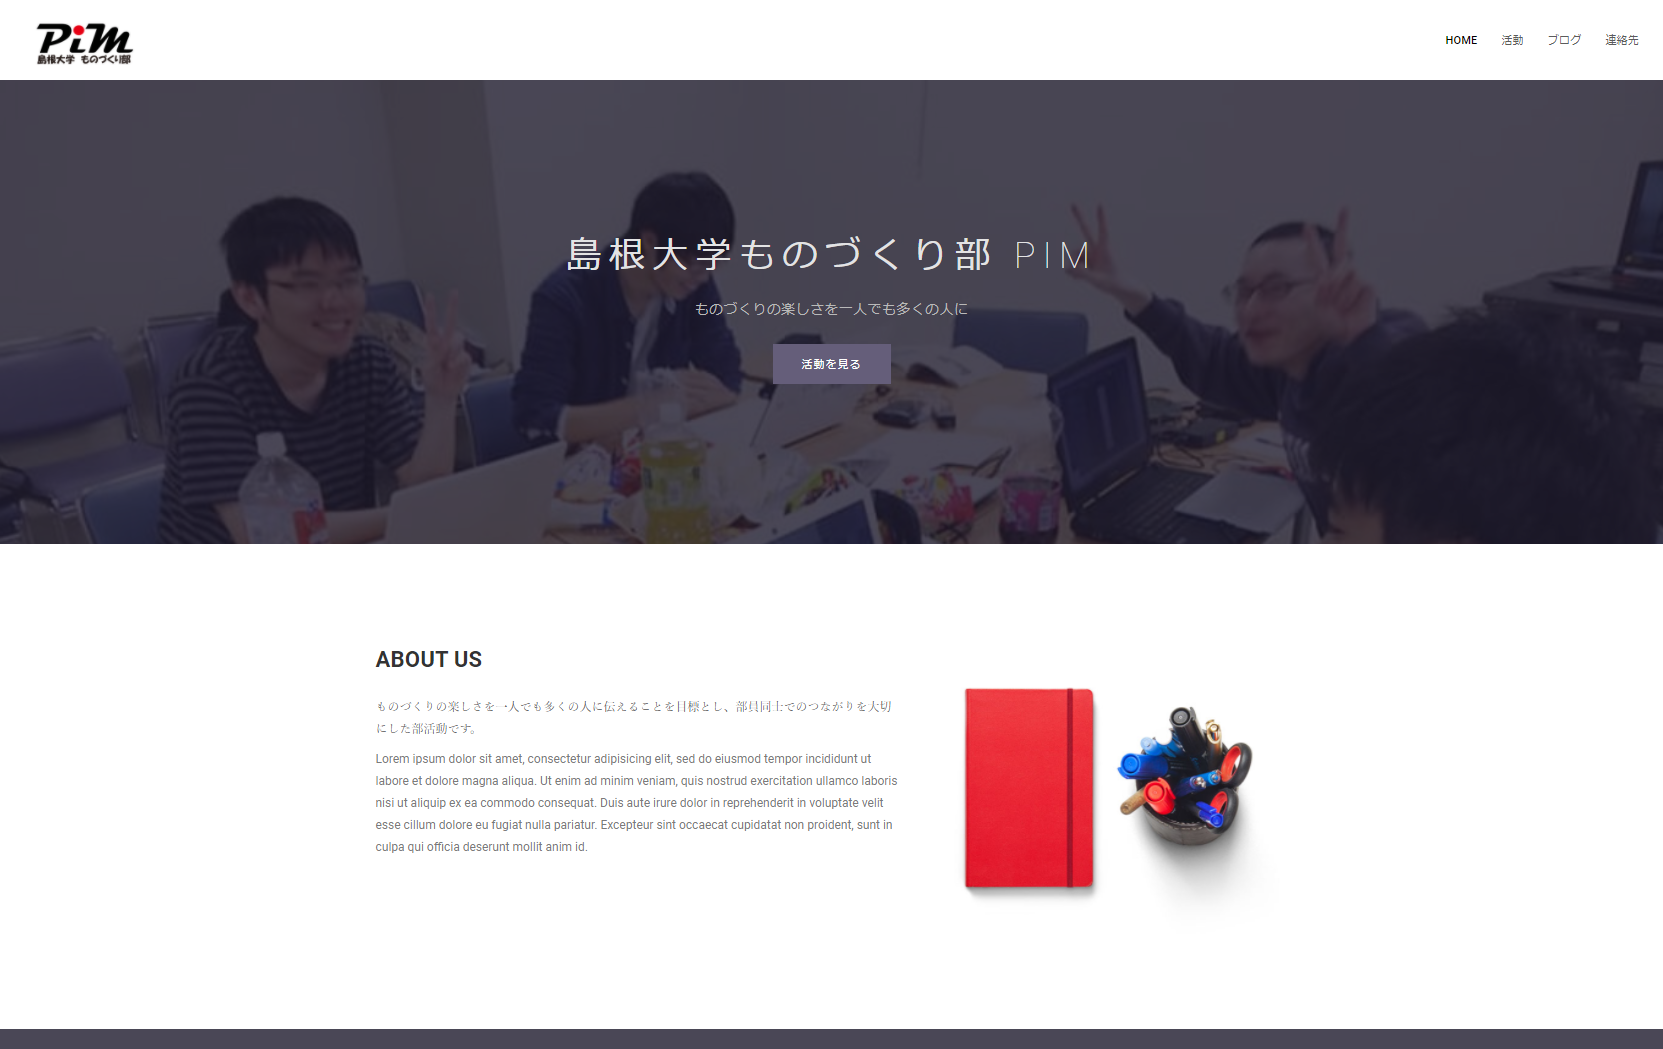 PiM
島根大学 ものづくり部
HOME 活動 ブログ 連絡先
島根大学ものづくり部 PIM
ものづくりの楽しさを一人でも多くの人に
活動を見る
ABOUT US
ものづくりの楽しさを一人でも多くの人に伝えることを目標とし、部員同士でのつながりを大切
にした部活動です。
Lorem ipsum dolor sit amet, consectetur adipisicing elit, sed do eiusmod tempor incididunt ut
labore et dolore magna aliqua. Ut enim ad minim veniam, quis nostrud exercitation ullamco laboris
nisi ut aliquip ex ea commodo consequat. Duis aute irure dolor in reprehenderit in voluptate velit
esse cillum dolore eu fugiat nulla pariatur. Excepteur sint occaecat cupidatat non proident, sunt in
culpa qui officia deserunt mollit anim id.